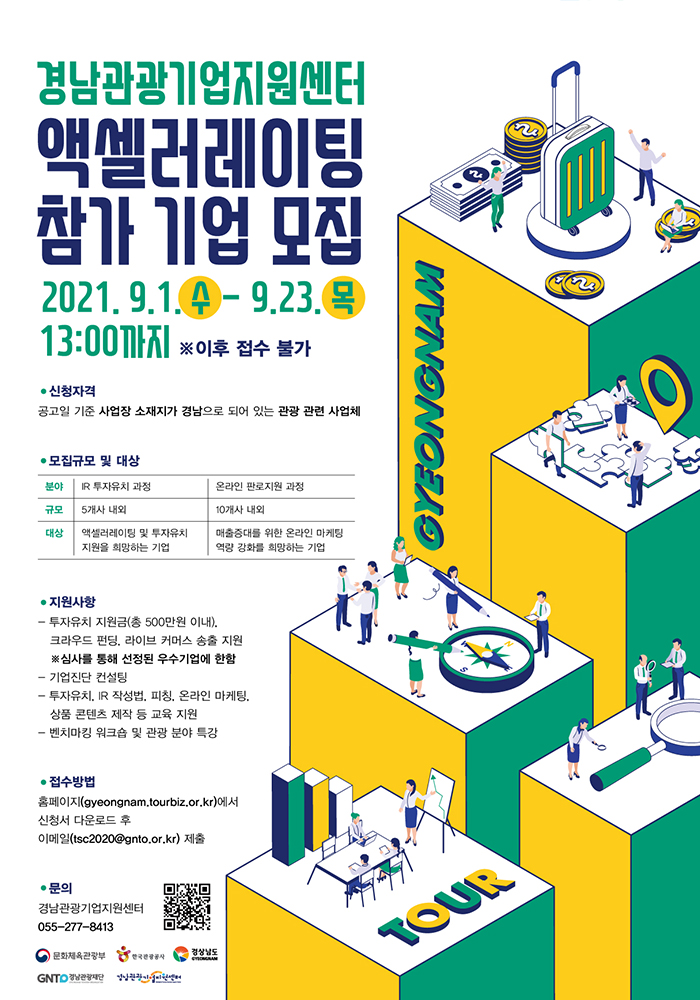 경남관광기업지원센터
액셀러레이팅
참가 기업 모집
2021. 9.1.수 - 9.23.목
13:00까지 ※이후 접수 불가
•신청자격
공고일 기준 사업장 소재지가 경남으로 되어 있는 관광 관련 사업체
•모집규모 및 대상
분야 IR 투자유치 과정 온라인 판로지원 과정
규모 5개사 내외 10개사 내외
대상 액셀러레이팅 및 투자유치 매출증대를 위한 온라인 마케팅
지원을 희망하는 기업 역량 강화를 희망하는 기업
•지원사항
– 투자유치 지원금(총 500만원 이내),
크라우드 펀딩, 라이브 커머스 송출 지원
※심사를 통해 선정된 우수기업에 한함
– 기업진단 컨설팅
– 투자유치, IR 작성법, 피칭, 온라인 마케팅,
상품 콘텐츠 제작 등 교육 지원
– 벤치마킹 워크숍 및 관광 분야 특강
•접수방법
홈페이지(gyeongnam.tourbiz.or.kr)에서
신청서 다운로드 후
이메일(tsc2020@gnto.or.kr) 제출
•문의
경남관광기업지원센터
055-277-8413
문화체육관광부 한국관광공사 경상남도
GYEONGNAM
GNTO 경남관광재단 경남관광기업지원센터
GYEONGNAM
N
E
S
W
TOUR